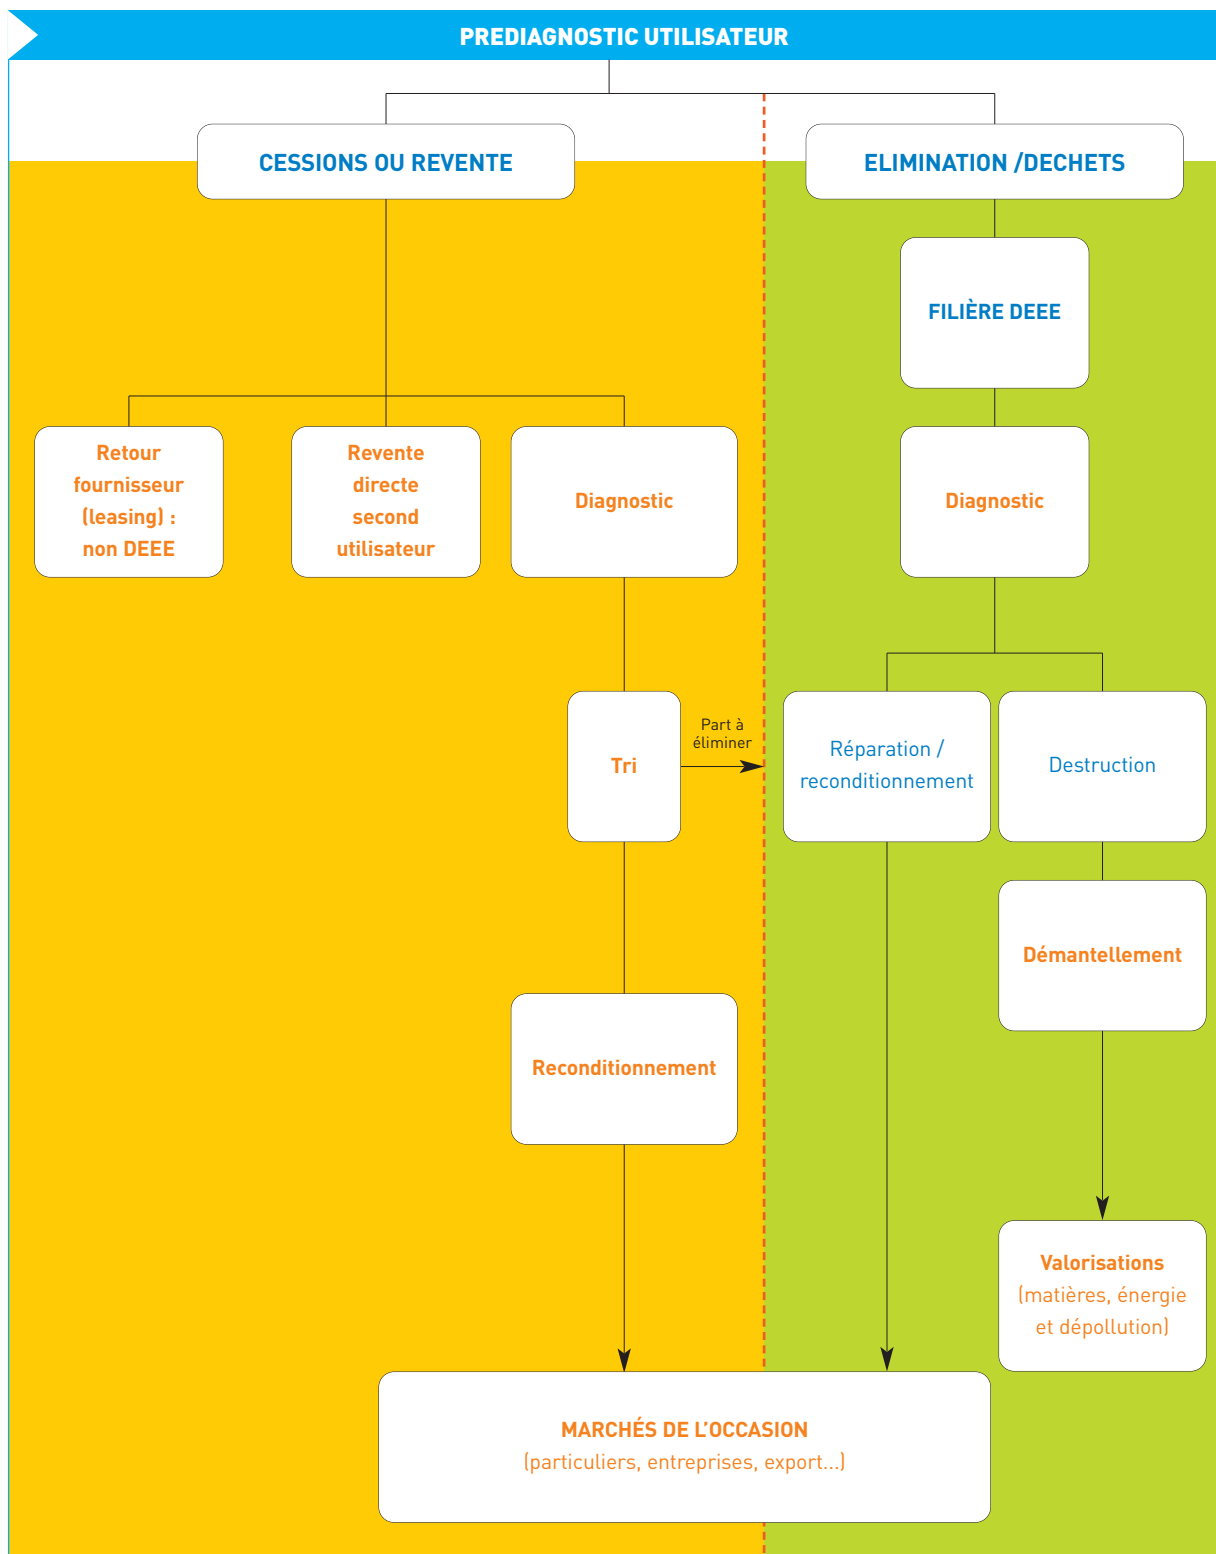 PREDIAGNOSTIC UTILISATEUR
CESSIONS OU REVENTE
ELIMINATION /DECHETS
FILIÈRE DEEE
Retour
fournisseur
(leasing) :
non DEEE
Revente
directe
second
utilisateur
Diagnostic
Diagnostic
Tri
Part à
éliminer
Réparation /
reconditionnement
Destruction
Démantellement
Reconditionnement
Valorisations
(matières, énergie
et dépollution)
MARCHÉS DE L'OCCASION
(particuliers, entreprises, export...)